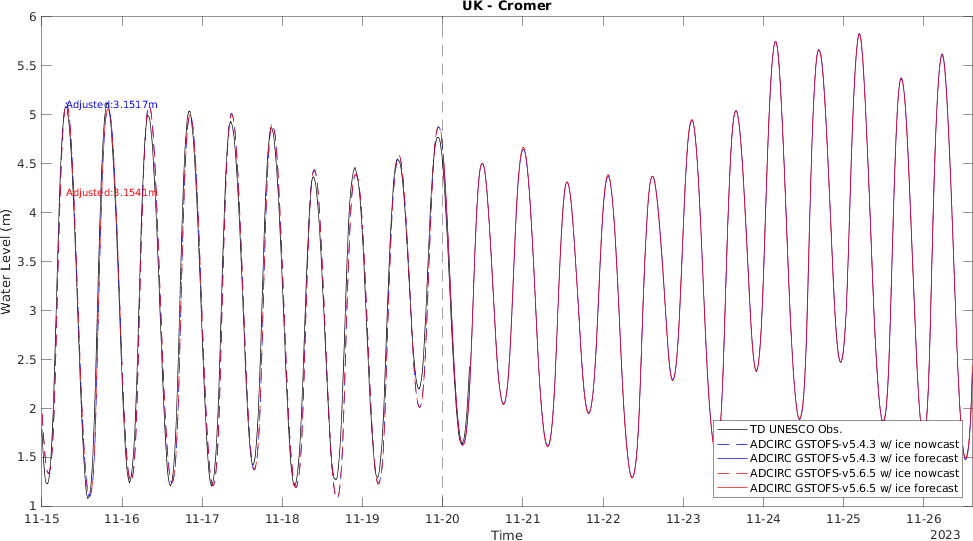 UK - Cromer
6
5.5
5
4.5
4
3.5
3
2.5
2
1.5
1
Water Level (m)
Adjusted:3.1517m
Adjusted:3.1541m
TD UNESCO Obs.
ADCIRC GSTOFS-v5.4.3 w/ ice nowcast
ADCIRC GSTOFS-v5.4.3 w/ ice forecast
ADCIRC GSTOFS-v5.6.5 w/ ice nowcast
ADCIRC GSTOFS-v5.6.5 w/ ice forecast
11-15 11-16 11-17 11-18 11-19 11-20 11-21 11-22 11-23 11-24 11-25 11-26
Time
2023